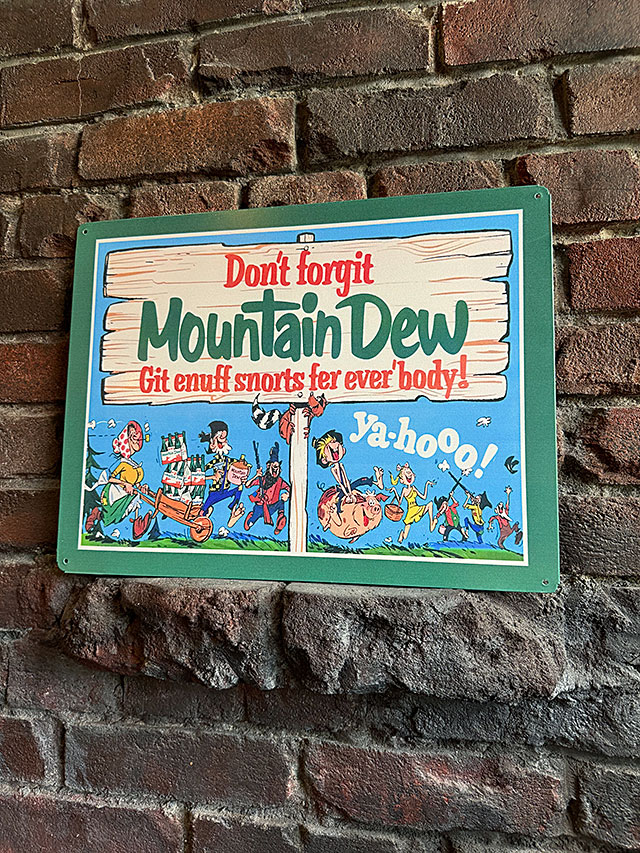 Don't forgit
Mountain Dew
Git enuff snorts fer ever'body!
ya-hooo!